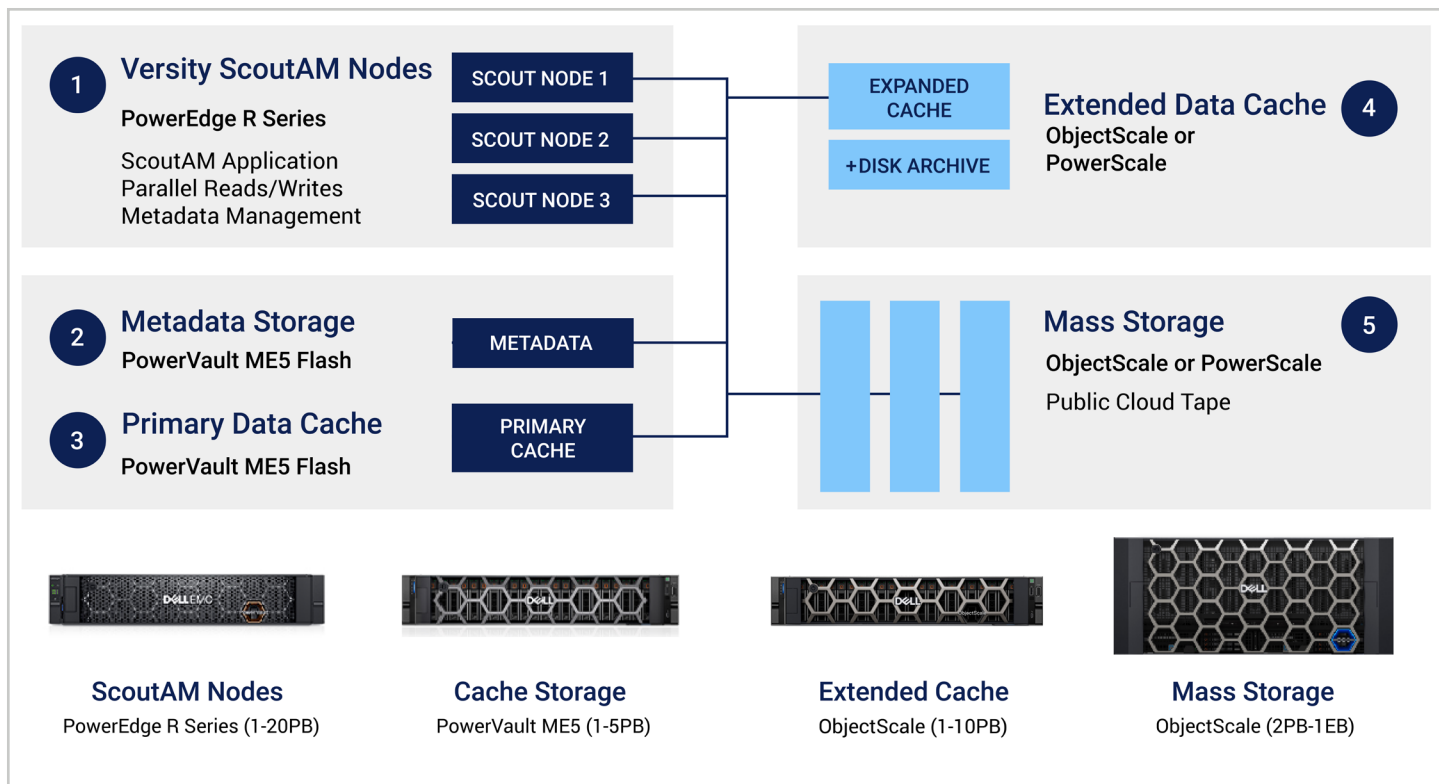 1
Versity ScoutAM Nodes
PowerEdge R Series
ScoutAM Application
Parallel Reads/Writes
Metadata Management
SCOUT NODE 1
SCOUT NODE 2
SCOUT NODE 3
EXPANDED
CACHE
+DISK ARCHIVE
Extended Data Cache
ObjectScale or
PowerScale
4
2
Metadata Storage
PowerVault ME5 Flash
METADATA
3
Primary Data Cache
PowerVault ME5 Flash
PRIMARY
CACHE
Mass Storage
ObjectScale or PowerScale
Public Cloud Tape
5
DELLEMC
DELL
DELL
ObjectScale
DELL
ScoutAM Nodes
PowerEdge R Series (1-20PB)
Cache Storage
PowerVault ME5 (1-5PB)
Extended Cache
ObjectScale (1-10PB)
Mass Storage
ObjectScale (2PB-1EB)